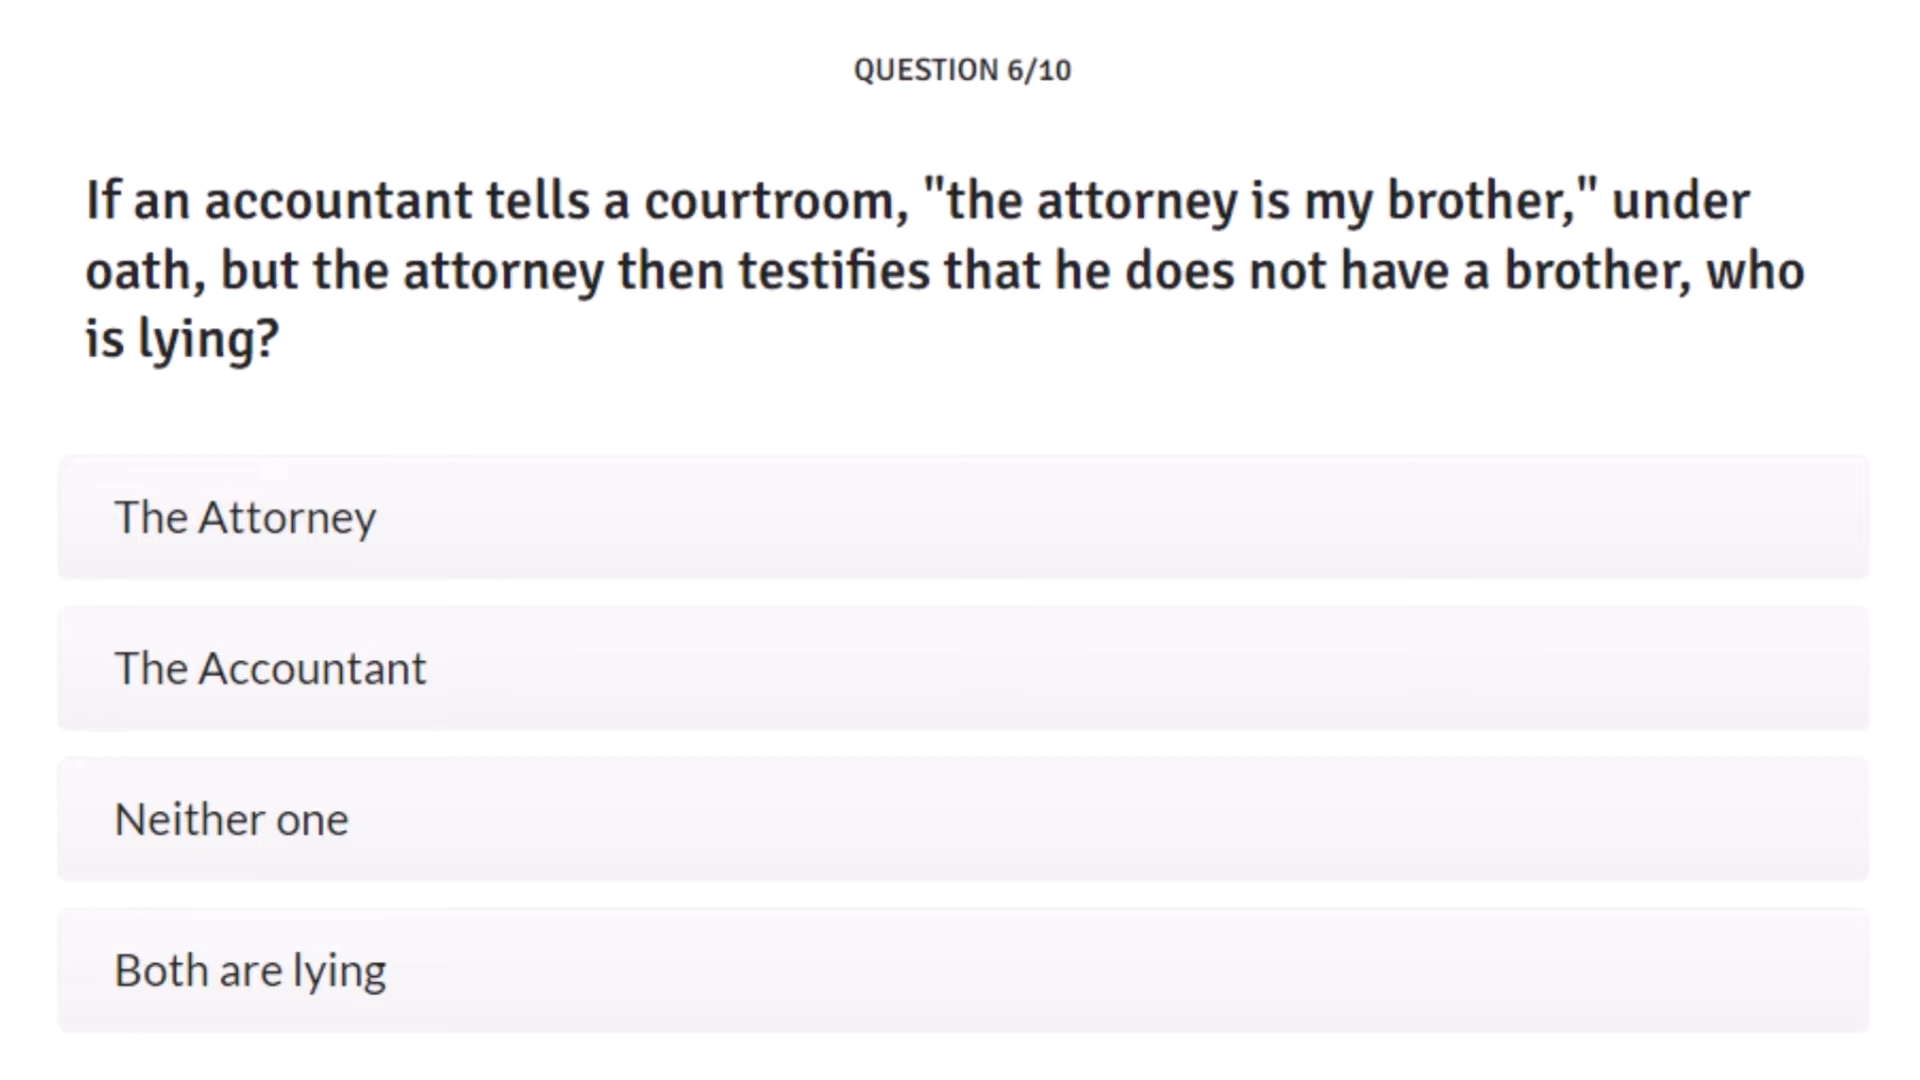 QUESTION 6/10
If an accountant tells a courtroom, "the attorney is my brother," under
oath, but the attorney then testifies that he does not have a brother, who
is lying?
The Attorney
The Accountant
Neither one
Both are lying